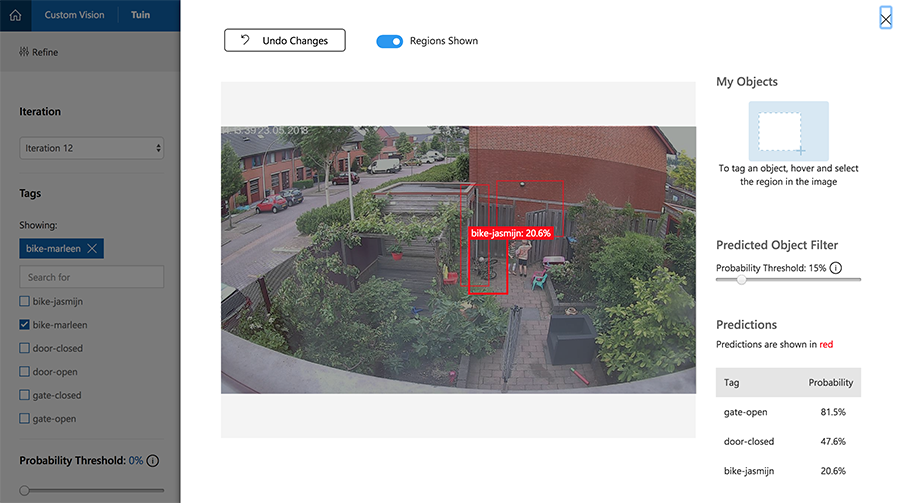 Custom Vision
Tuin
Refine
Iteration
Iteration 12
Tags
Showing:
bike-marleen
Search for
bike-jasmijn
bike-marleen
door-closed
door-open
gate-closed
gate-open
Probability Threshold: 0%
Undo Changes
Regions Shown
23.05.2018
bike-jasmijn: 20.6%
My Objects
To tag an object, hover and select
the region in the image
Predicted Object Filter
Probability Threshold: 15%
Predictions
Predictions are shown in red
Tag Probability
gate-open 81.5%
door-closed 47.6%
bike-jasmijn 20.6%